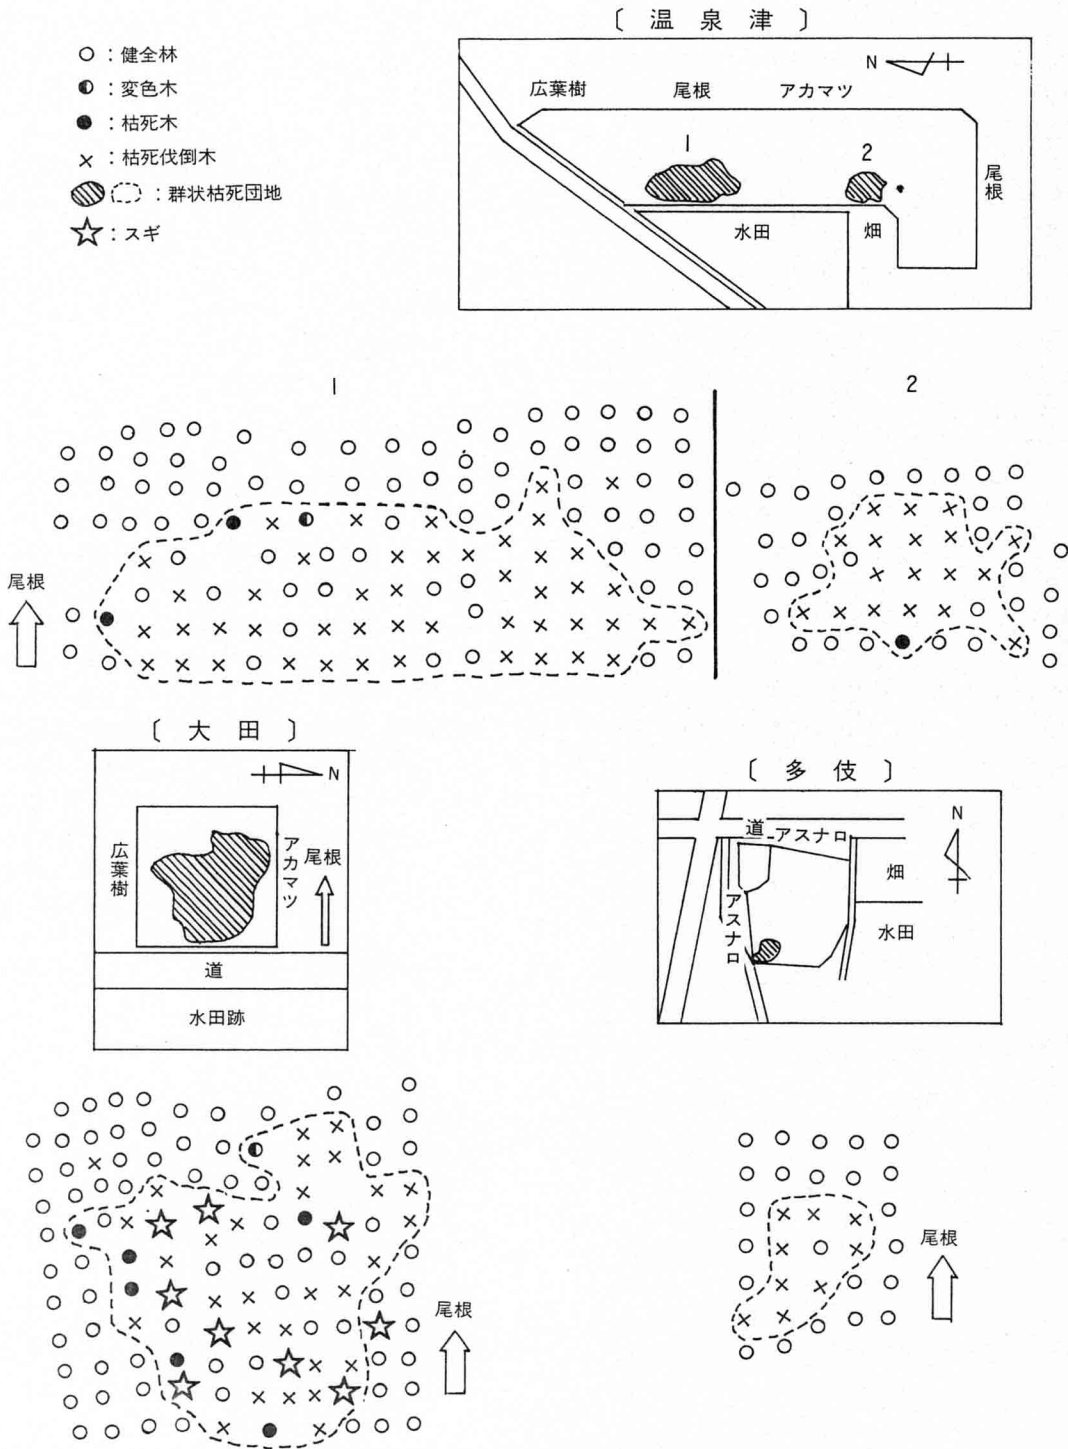 〔 温 泉 津 〕
○ : 健全林
◐ : 変色木
● : 枯死木
× : 枯死伐倒木
: 群状枯死団地
☆ : スギ
N
広葉樹 尾根 アカマツ
1
2
尾根
水田
畑
1
2
尾根
〔 大 田 〕
N
広葉樹
アカマツ
尾根
道
水田跡
〔 多 伎 〕
道 アスナロ
N
畑
アスナロ
水田
尾根
尾根